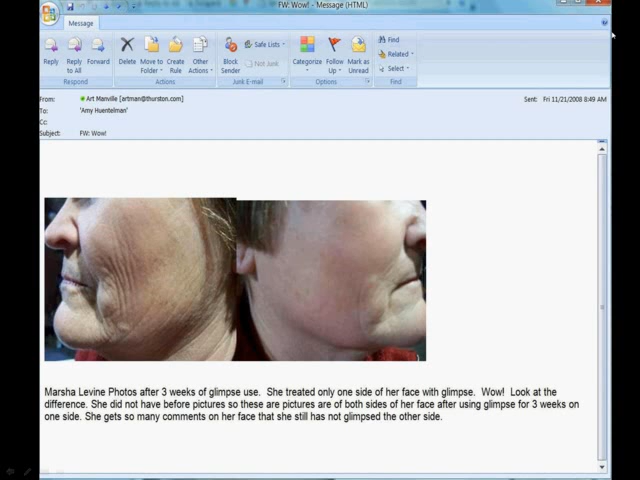 FW: Wow! - Message (HTML)
Message
Reply
Reply to All
Forward
Respond
Delete
Move to Folder
Create Rule
Other Actions
Actions
Block Sender
Safe Lists
Not Junk
Junk E-mail
Categorize
Follow Up
Mark as Unread
Options
Find
Related
Select
Find
From: Art Manville [artman@thurston.com]
Sent: Fri 11/21/2008 8:49 AM
To: 'Amy Huentelman'
Cc:
Subject: FW: Wow!
Marsha Levine Photos after 3 weeks of glimpse use. She treated only one side of her face with glimpse. Wow! Look at the
difference. She did not have before pictures so these are pictures are of both sides of her face after using glimpse for 3 weeks on
one side. She gets so many comments on her face that she still has not glimpsed the other side.